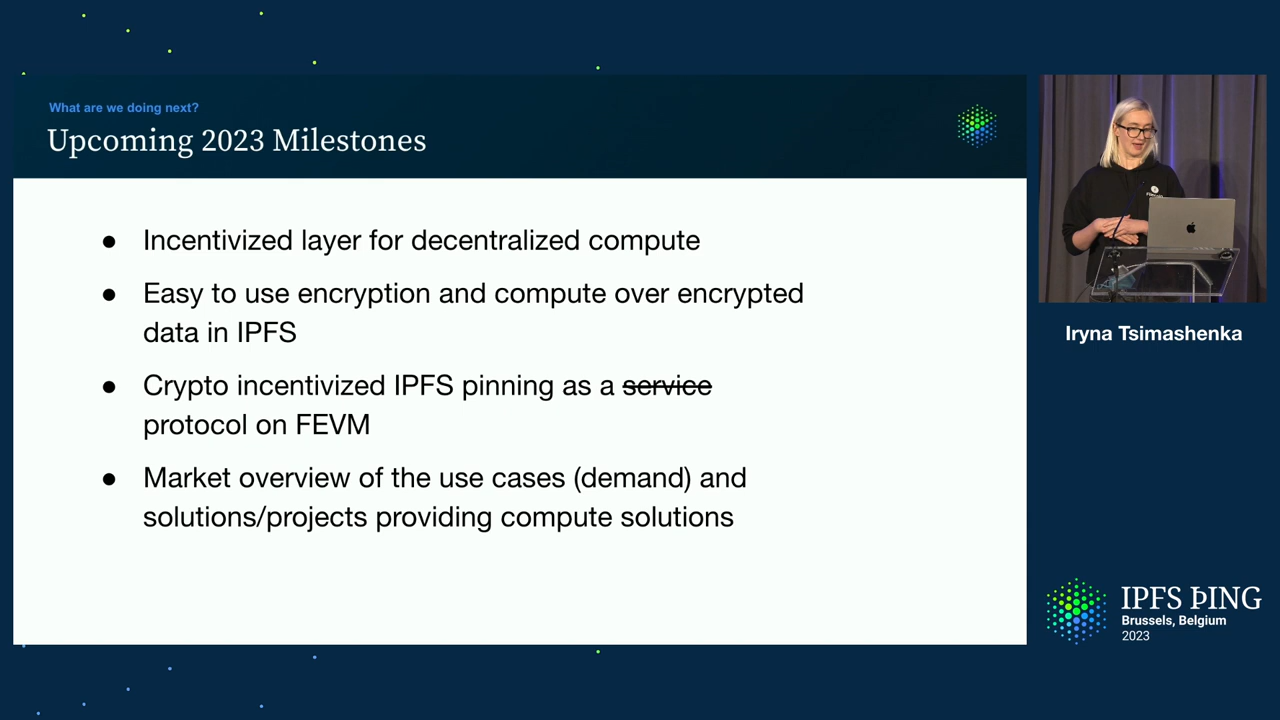 What are we doing next?
Upcoming 2023 Milestones
● Incentivized layer for decentralized compute
● Easy to use encryption and compute over encrypted
data in IPFS
● Crypto incentivized IPFS pinning as a service
protocol on FEVM
● Market overview of the use cases (demand) and
solutions/projects providing compute solutions
Iryna Tsimashenka
IPFS ÞING
Brussels, Belgium
2023